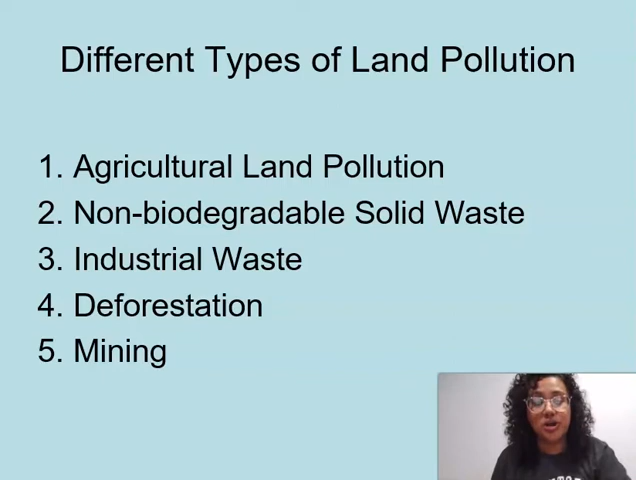 Different Types of Land Pollution
1. Agricultural Land Pollution
2. Non-biodegradable Solid Waste
3. Industrial Waste
4. Deforestation
5. Mining